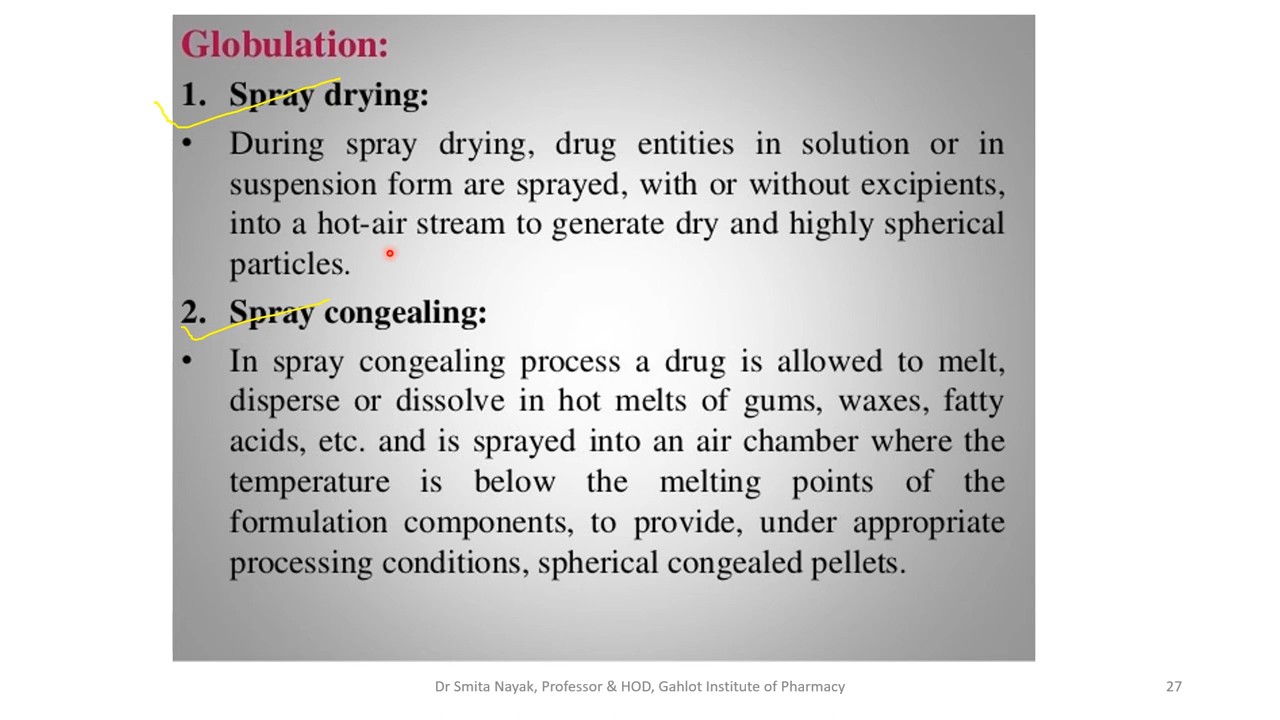 Globulation:
1. Spray drying:
• During spray drying, drug entities in solution or in
suspension form are sprayed, with or without excipients,
into a hot-air stream to generate dry and highly spherical
particles.
2. Spray congealing:
• In spray congealing process a drug is allowed to melt,
disperse or dissolve in hot melts of gums, waxes, fatty
acids, etc. and is sprayed into an air chamber where the
temperature is below the melting points of the
formulation components, to provide, under appropriate
processing conditions, spherical congealed pellets.
Dr Smita Nayak, Professor & HOD, Gahlot Institute of Pharmacy
27